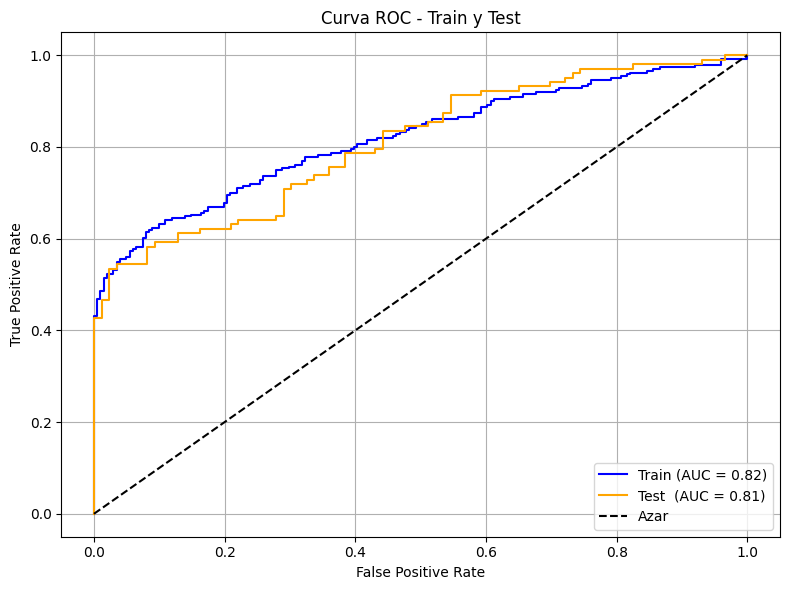 Curva ROC - Train y Test
True Positive Rate
1.0
0.8
0.6
0.4
0.2
0.0
0.0 0.2 0.4 0.6 0.8 1.0
False Positive Rate
Train (AUC = 0.82)
Test (AUC = 0.81)
Azar